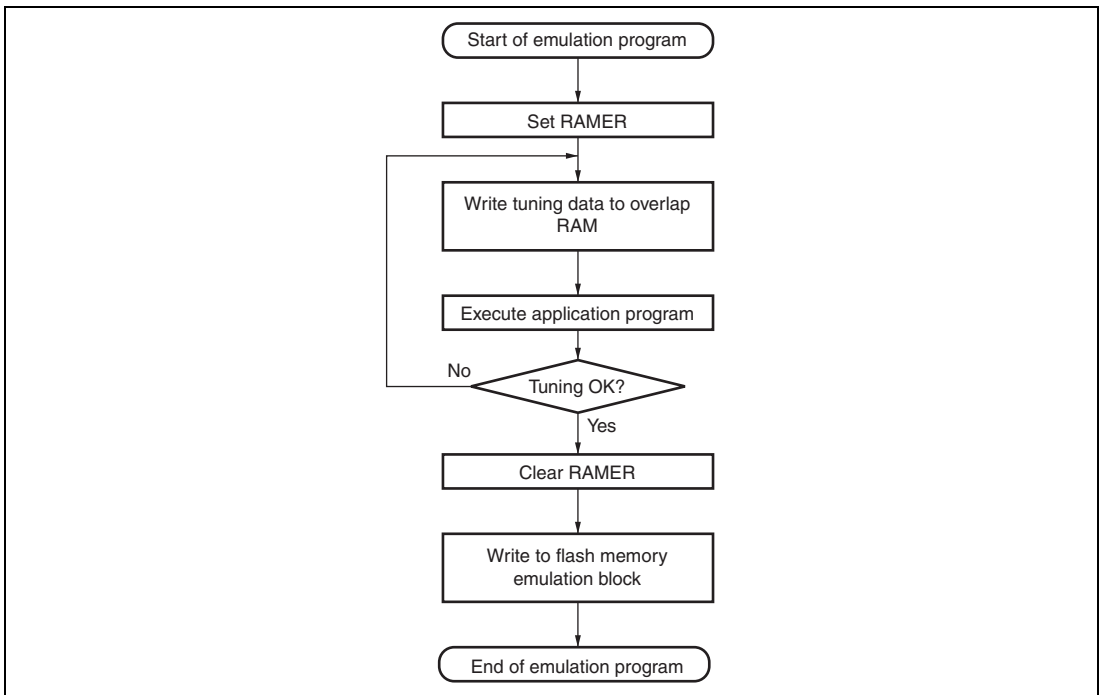 Start of emulation program
Set RAMER
Write tuning data to overlap
RAM
Execute application program
No
Tuning OK?
Yes
Clear RAMER
Write to flash memory
emulation block
End of emulation program